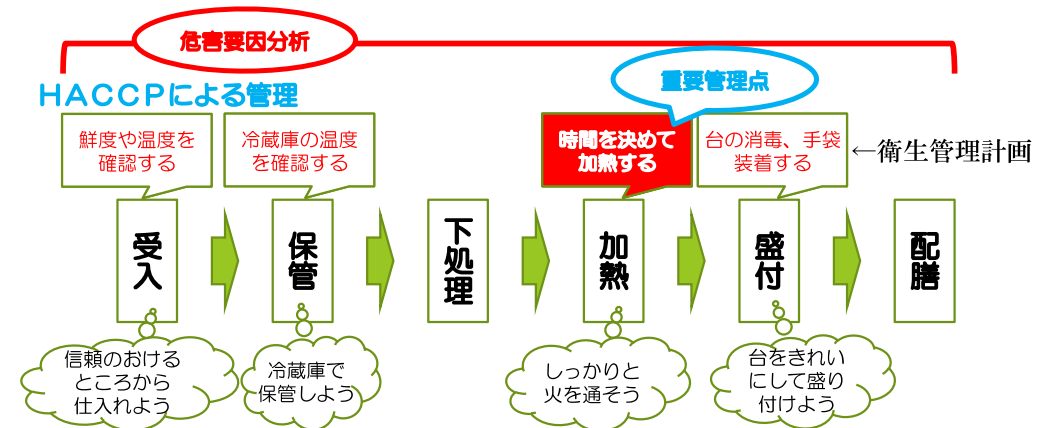 危害要因分析
HACCPによる管理
重要管理点
鮮度や温度を
確認する
冷蔵庫の温度
を確認する
時間を決めて
加熱する
台の消毒、手袋
装着する
←衛生管理計画
受入
保管
下処理
加熱
盛付
配膳
信頼のおける
ところから
仕入れよう
冷蔵庫で
保管しよう
しっかりと
火を通そう
台をきれい
にして盛り
付けよう